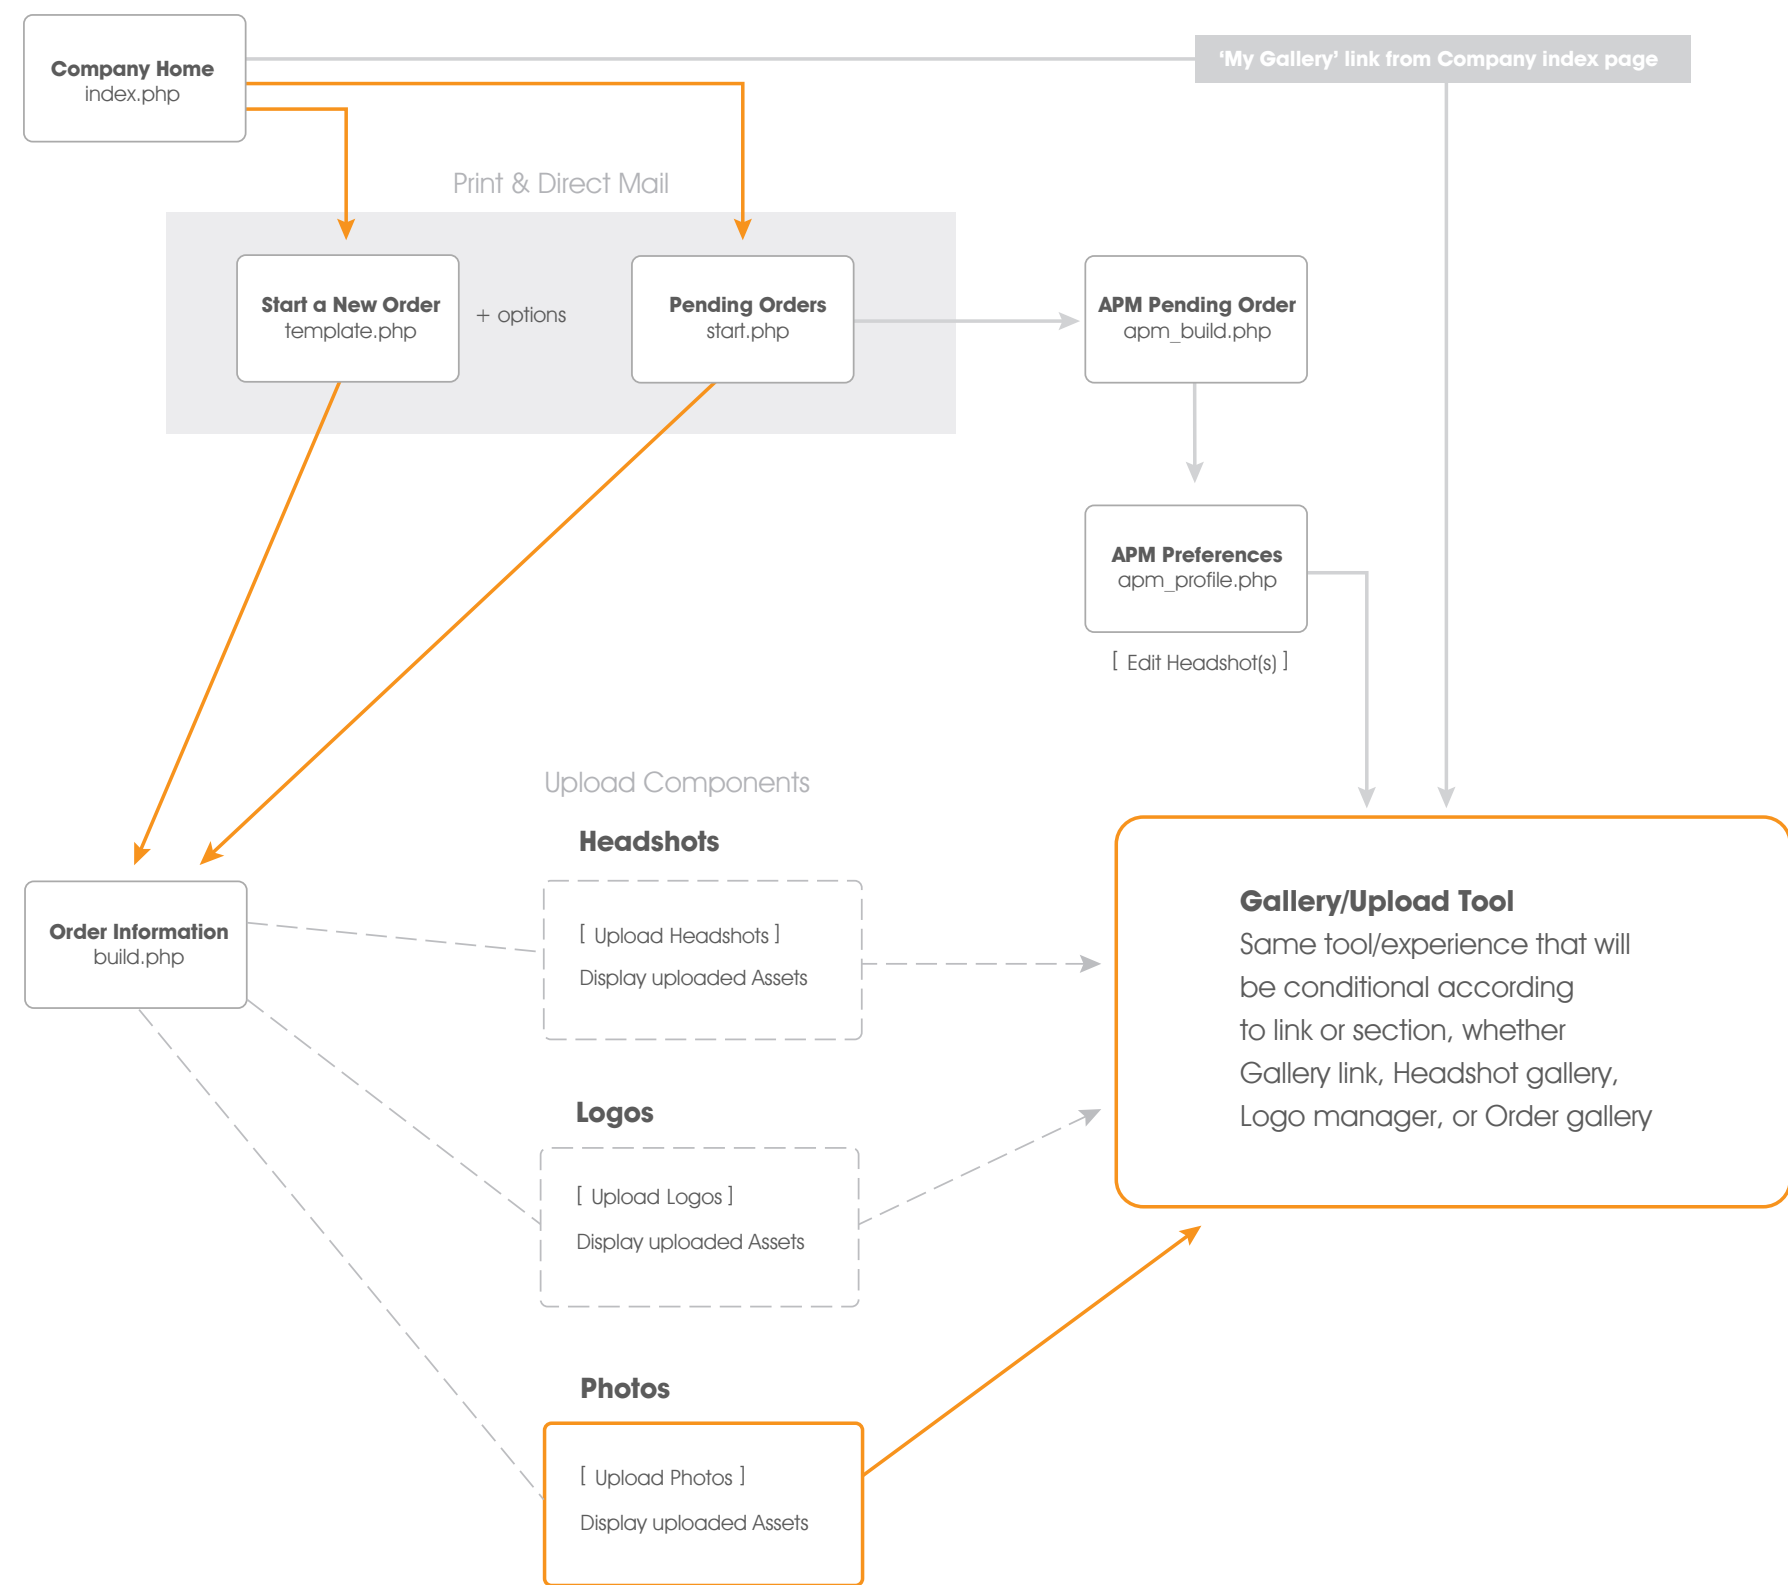 Company Home
index.php
‘My Gallery’ link from Company index page
Print & Direct Mail
Start a New Order
template.php
+ options
Pending Orders
start.php
APM Pending Order
apm_build.php
APM Preferences
apm_profile.php
[ Edit Headshot(s) ]
Upload Components
Headshots
Order Information
build.php
[ Upload Headshots ]
Display uploaded Assets
Logos
[ Upload Logos ]
Display uploaded Assets
Photos
[ Upload Photos ]
Display uploaded Assets
Gallery/Upload Tool
Same tool/experience that will
be conditional according
to link or section, whether
Gallery link, Headshot gallery,
Logo manager, or Order gallery